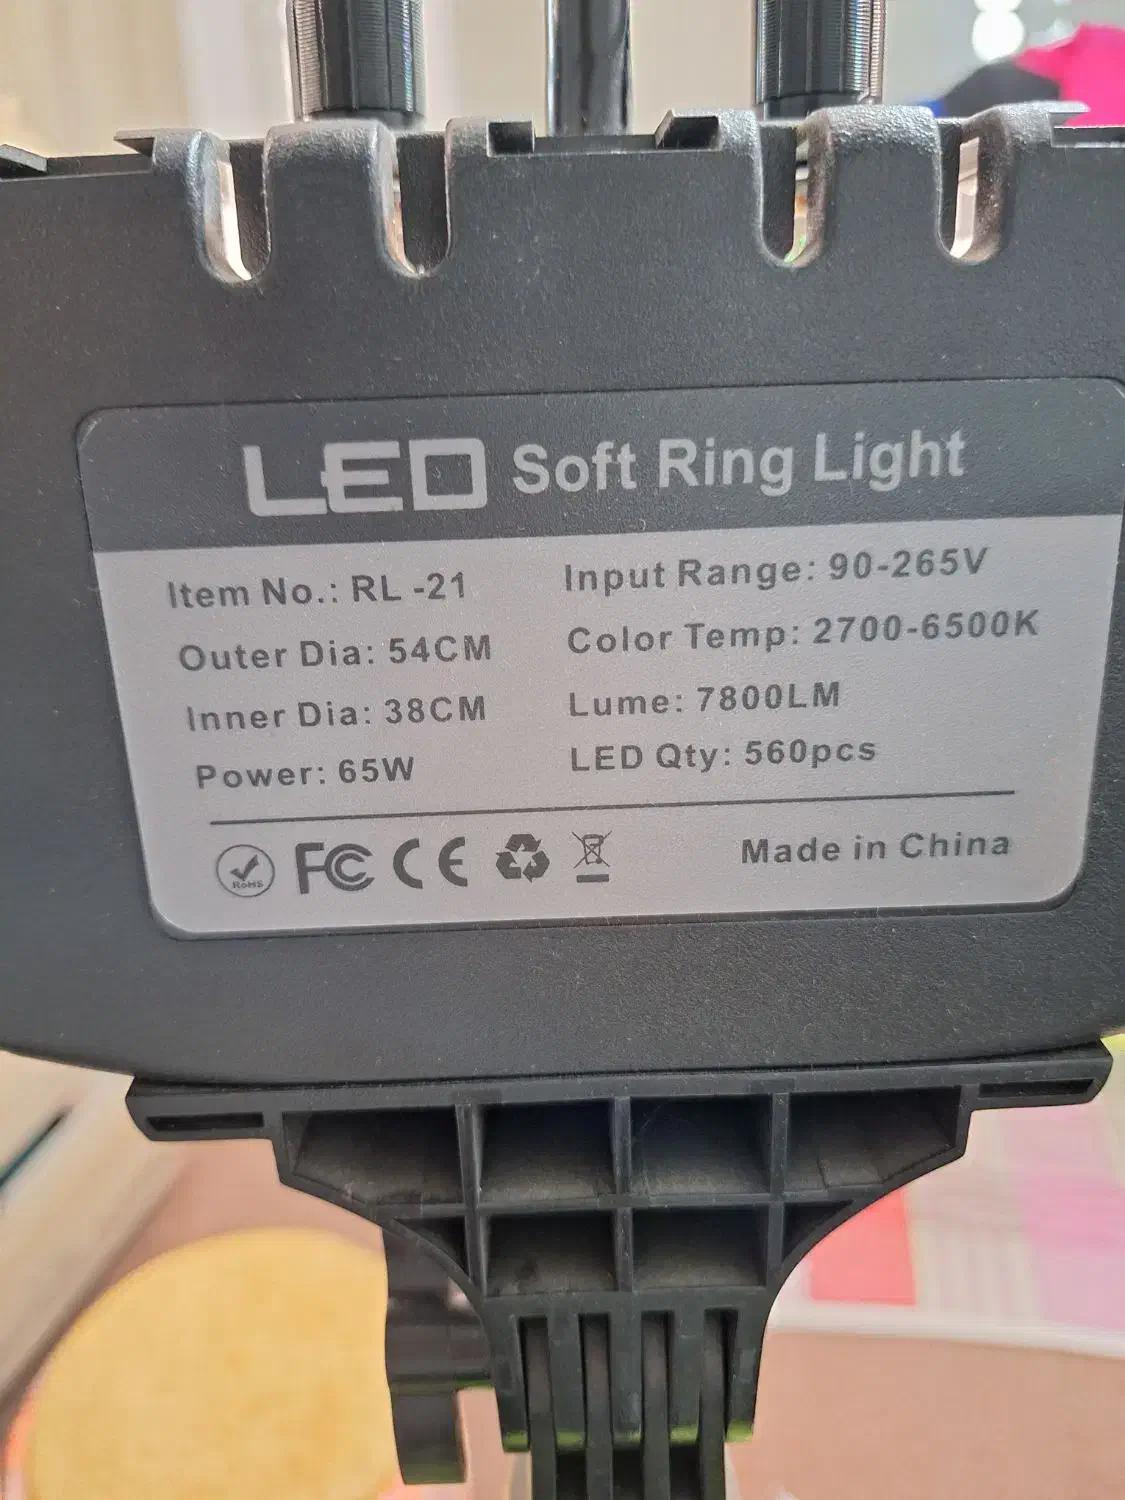 LED Soft Ring Light
Item No.: RL -21
Input Range: 90-265V
Outer Dia: 54CM
Color Temp: 2700-6500K
Inner Dia: 38CM
Lume: 7800LM
Power: 65W
LED Qty: 560pcs
RoHS FC CE Made in China